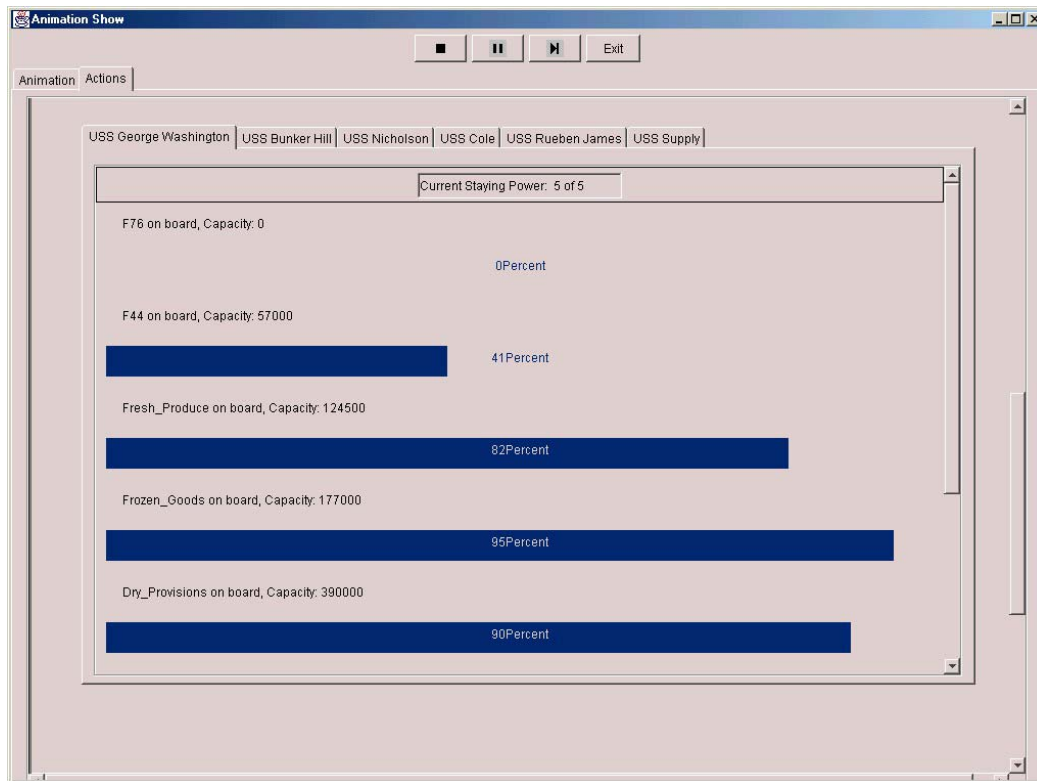 Animation Show
Exit
Animation Actions
USS George Washington USS Bunker Hill USS Nicholson USS Cole USS Rueben James USS Supply
Current Staying Power: 5 of 5
F76 on board, Capacity: 0
0Percent
F44 on board, Capacity: 57000
41Percent
Fresh_Produce on board, Capacity: 124500
82Percent
Frozen_Goods on board, Capacity: 177000
95Percent
Dry_Provisions on board, Capacity: 390000
90Percent